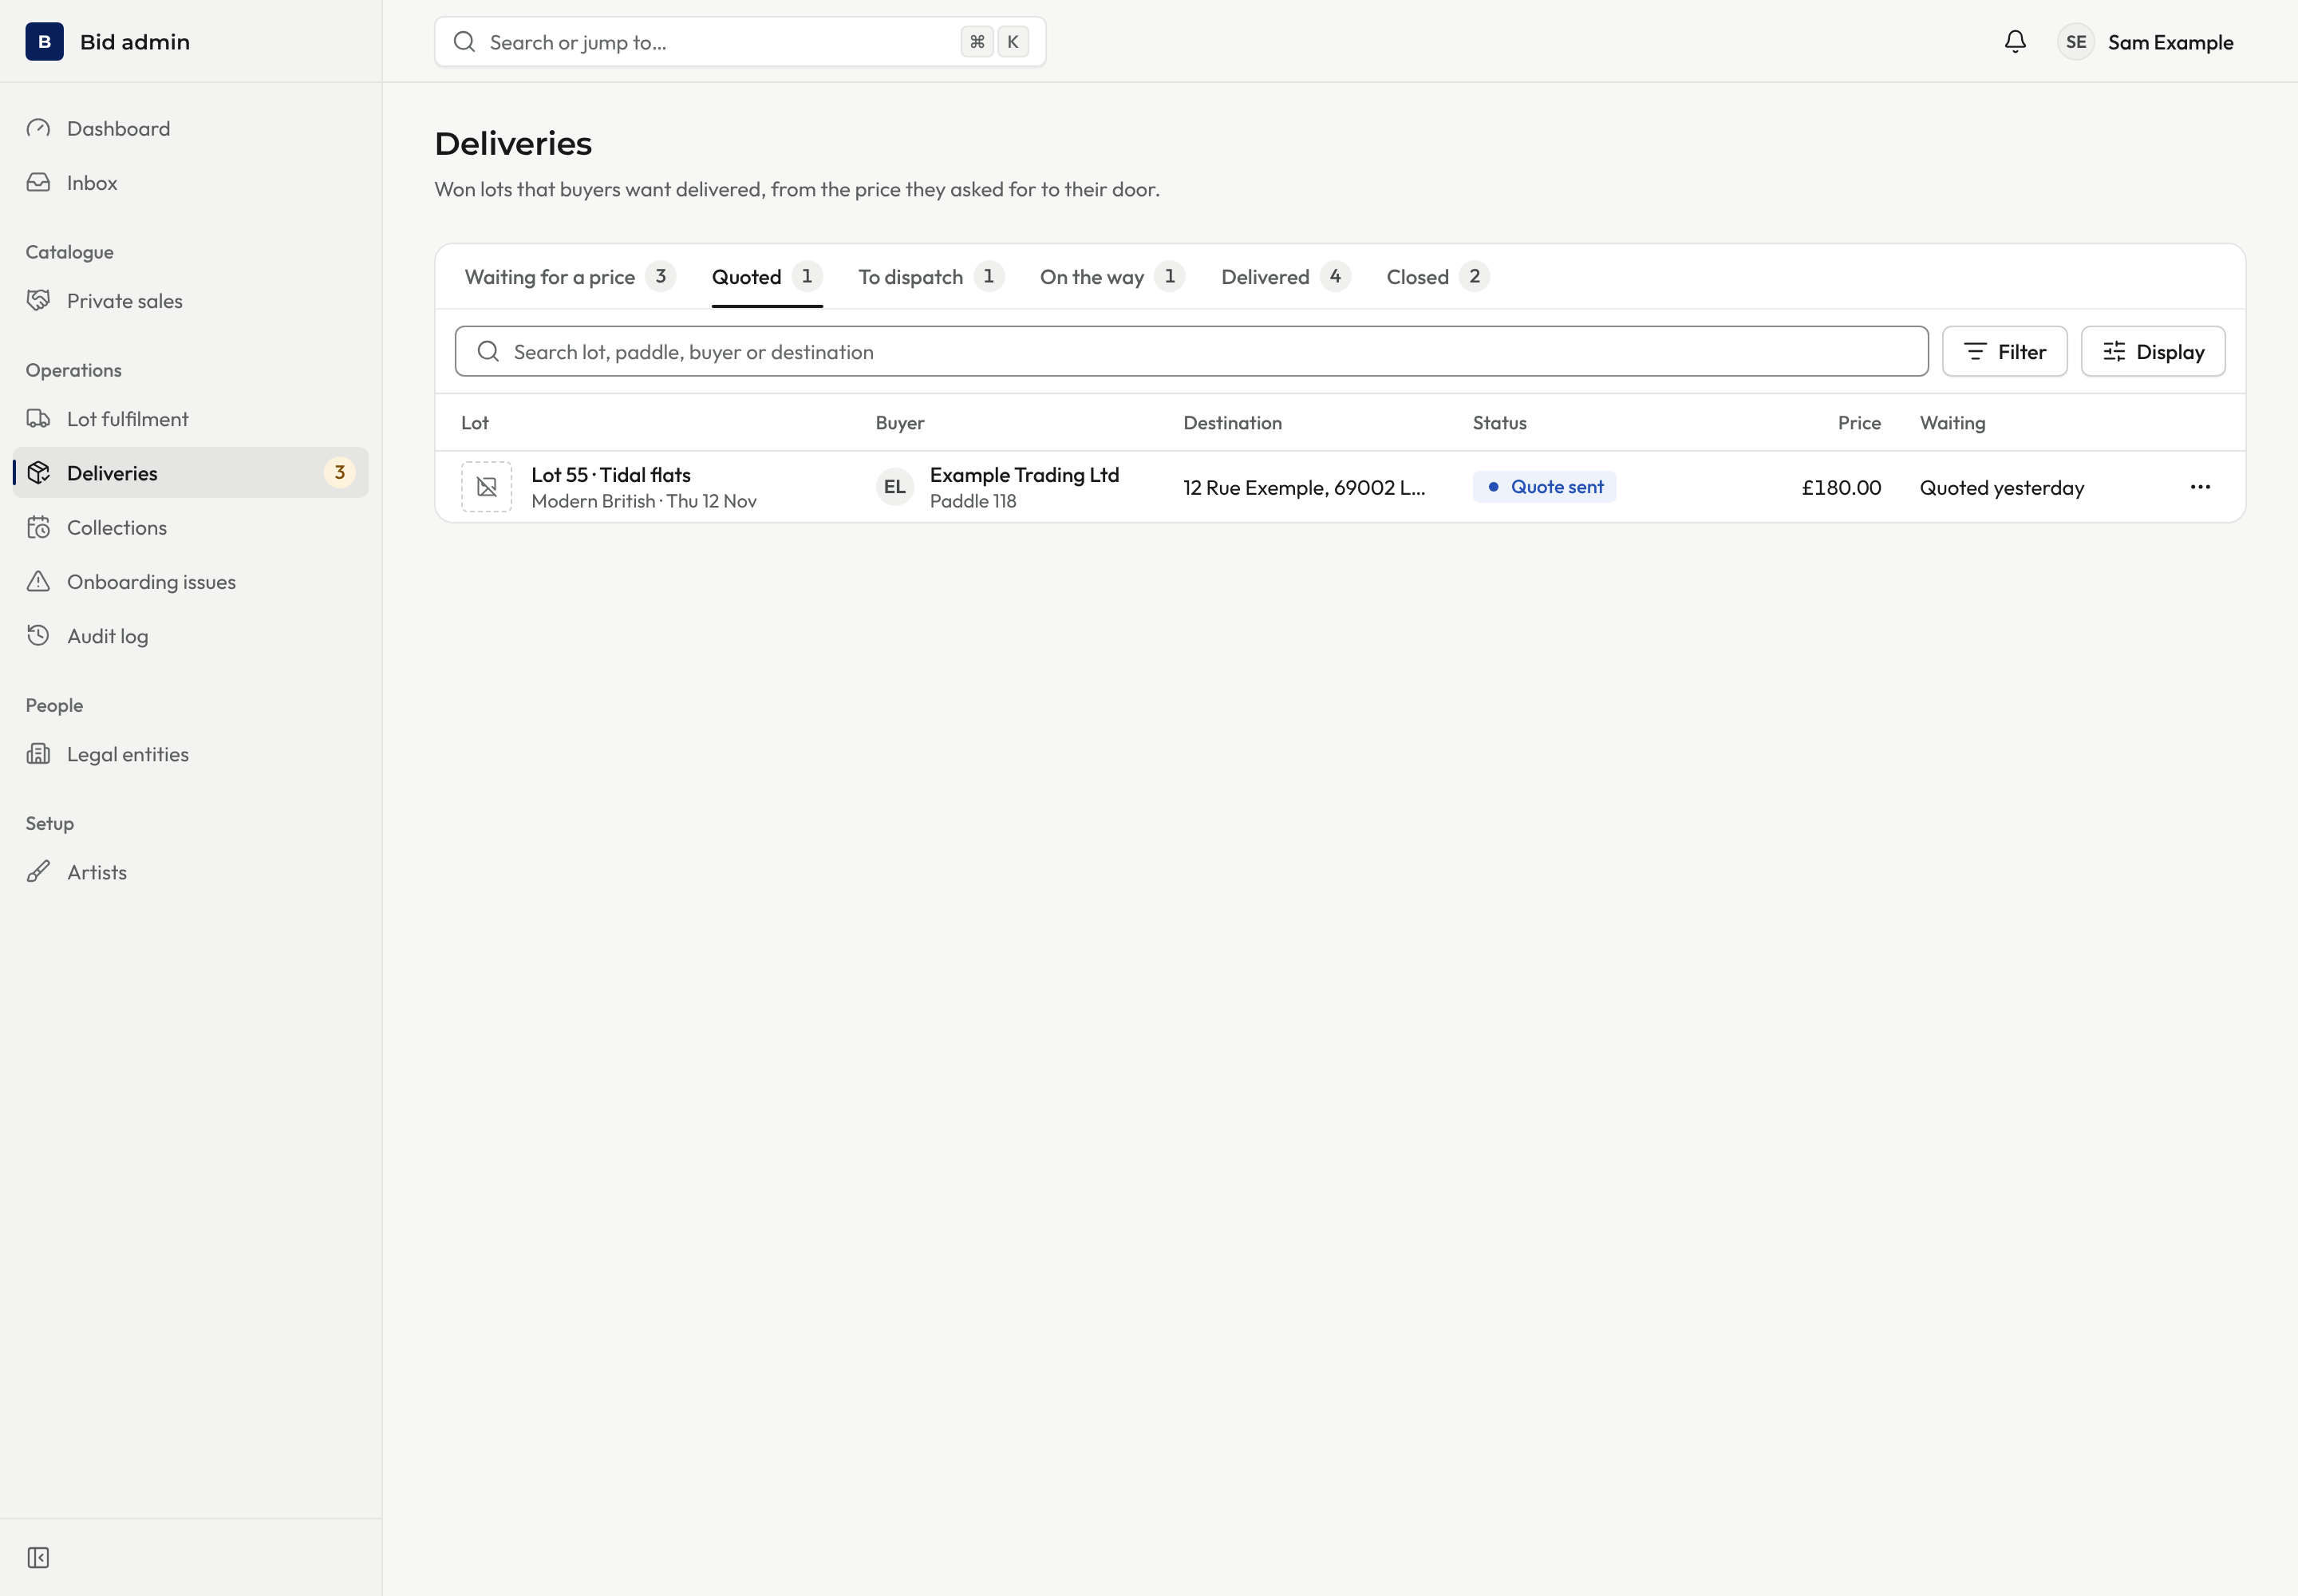 B Bid admin
Search or jump to... ⌘ K
SE Sam Example
Dashboard
Inbox
Catalogue
Private sales
Operations
Lot fulfilment
Deliveries 3
Collections
Onboarding issues
Audit log
People
Legal entities
Setup
Artists
Deliveries
Won lots that buyers want delivered, from the price they asked for to their door.
Waiting for a price 3 Quoted 1 To dispatch 1 On the way 1 Delivered 4 Closed 2
Search lot, paddle, buyer or destination
Filter Display
Lot Buyer Destination Status Price Waiting
Lot 55 · Tidal flats
Modern British · Thu 12 Nov
EL Example Trading Ltd
Paddle 118
12 Rue Exemple, 69002 L...
Quote sent
£180.00
Quoted yesterday